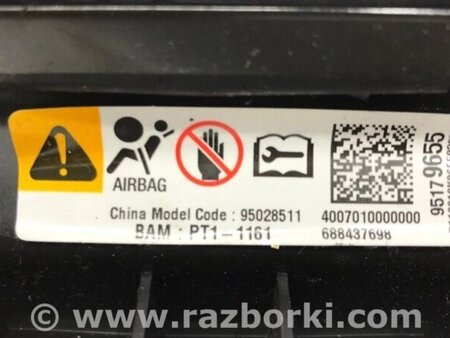 AIRBAG
China Model Code : 95028511
BAM : PT1-1161
4007010000000
688437698
95179655
www.razborki.com